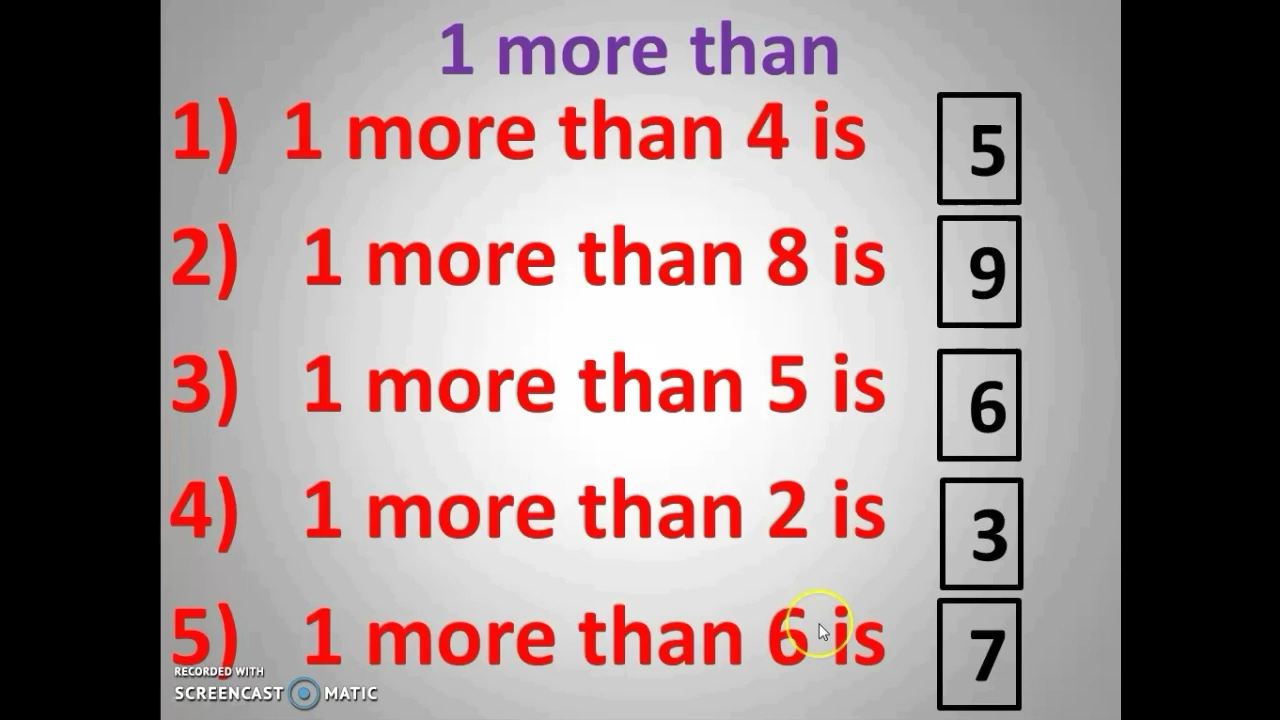 1 more than
1) 1 more than 4 is 5
2) 1 more than 8 is 9
3) 1 more than 5 is 6
4) 1 more than 2 is 3
5) 1 more than 6 is 7
RECORDED WITH
SCREENCAST MATIC